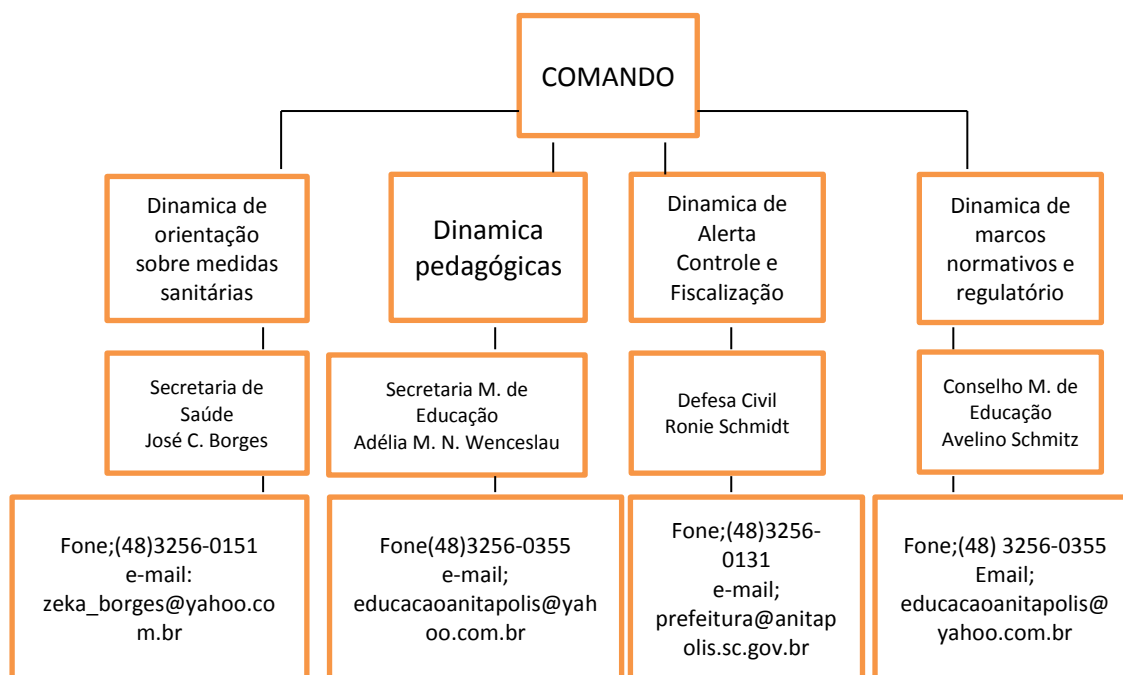 COMANDO
Dinamica de
orientação
sobre medidas
sanitárias
Dinamica
pedagógicas
Dinamica de
Alerta
Controle e
Fiscalização
Dinamica de
marcos
normativos e
regulatório
Secretaria de
Saúde
José C. Borges
Secretaria M. de
Educação
Adélia M. N. Wenceslau
Defesa Civil
Ronie Schmidt
Conselho M. de
Educação
Avelino Schmitz
Fone;(48)3256-0151
e-mail:
zeka_borges@yahoo.co
m.br
Fone(48)3256-0355
e-mail;
educacaoanitapolis@yah
oo.com.br
Fone;(48)3256-
0131
e-mail;
prefeitura@anitap
olis.sc.gov.br
Fone;(48) 3256-0355
Email;
educacaoanitapolis@
yahoo.com.br